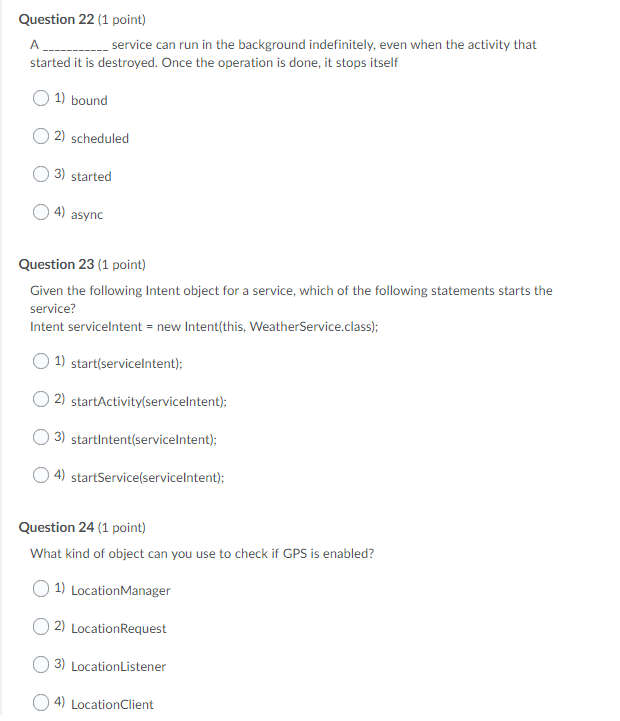 Question 22 (1 point)
A __________ service can run in the background indefinitely, even when the activity that
started it is destroyed. Once the operation is done, it stops itself
1) bound
2) scheduled
3) started
4) async
Question 23 (1 point)
Given the following Intent object for a service, which of the following statements starts the
service?
Intent serviceIntent = new Intent(this, WeatherService.class);
1) start(serviceIntent);
2) startActivity(serviceIntent);
3) startIntent(serviceIntent);
4) startService(serviceIntent);
Question 24 (1 point)
What kind of object can you use to check if GPS is enabled?
1) LocationManager
2) LocationRequest
3) LocationListener
4) LocationClient